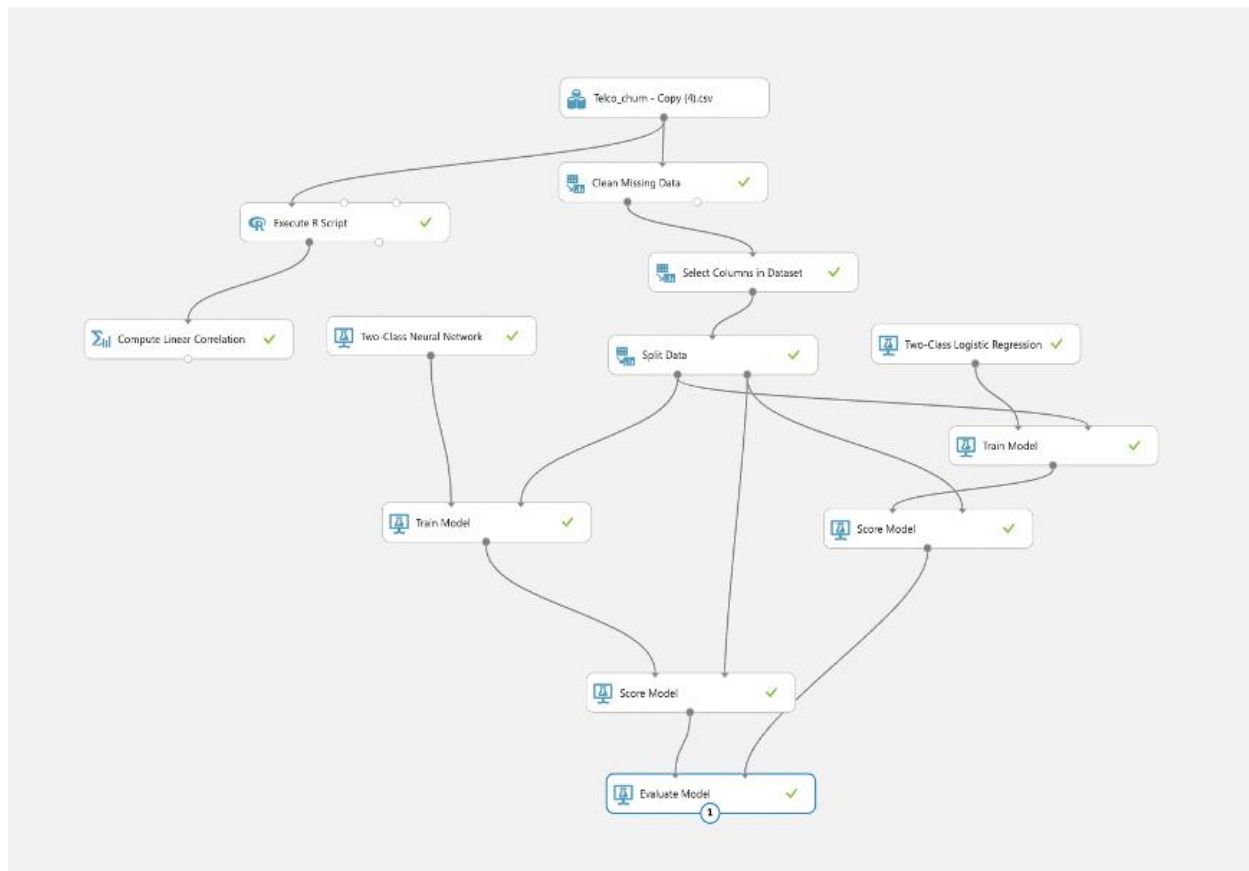 Telco_churn - Copy (4).csv
Clean Missing Data
Execute R Script
Select Columns in Dataset
Compute Linear Correlation
Two-Class Neural Network
Split Data
Two-Class Logistic Regression
Train Model
Train Model
Score Model
Score Model
Evaluate Model
1